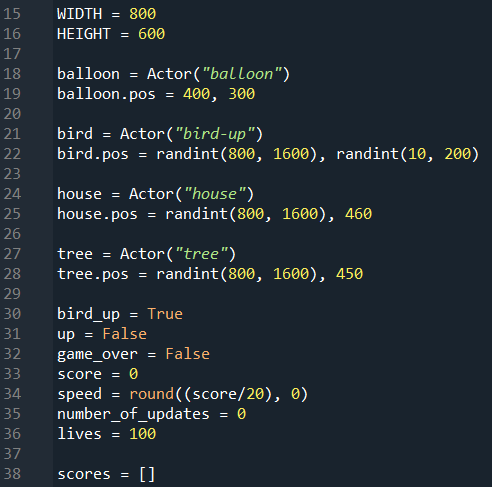 15 WIDTH = 800
16 HEIGHT = 600
17
18 balloon = Actor("balloon")
19 balloon.pos = 400, 300
20
21 bird = Actor("bird-up")
22 bird.pos = randint(800, 1600), randint(10, 200)
23
24 house = Actor("house")
25 house.pos = randint(800, 1600), 460
26
27 tree = Actor("tree")
28 tree.pos = randint(800, 1600), 450
29
30 bird_up = True
31 up = False
32 game_over = False
33 score = 0
34 speed = round((score/20), 0)
35 number_of_updates = 0
36 lives = 100
37
38 scores = []